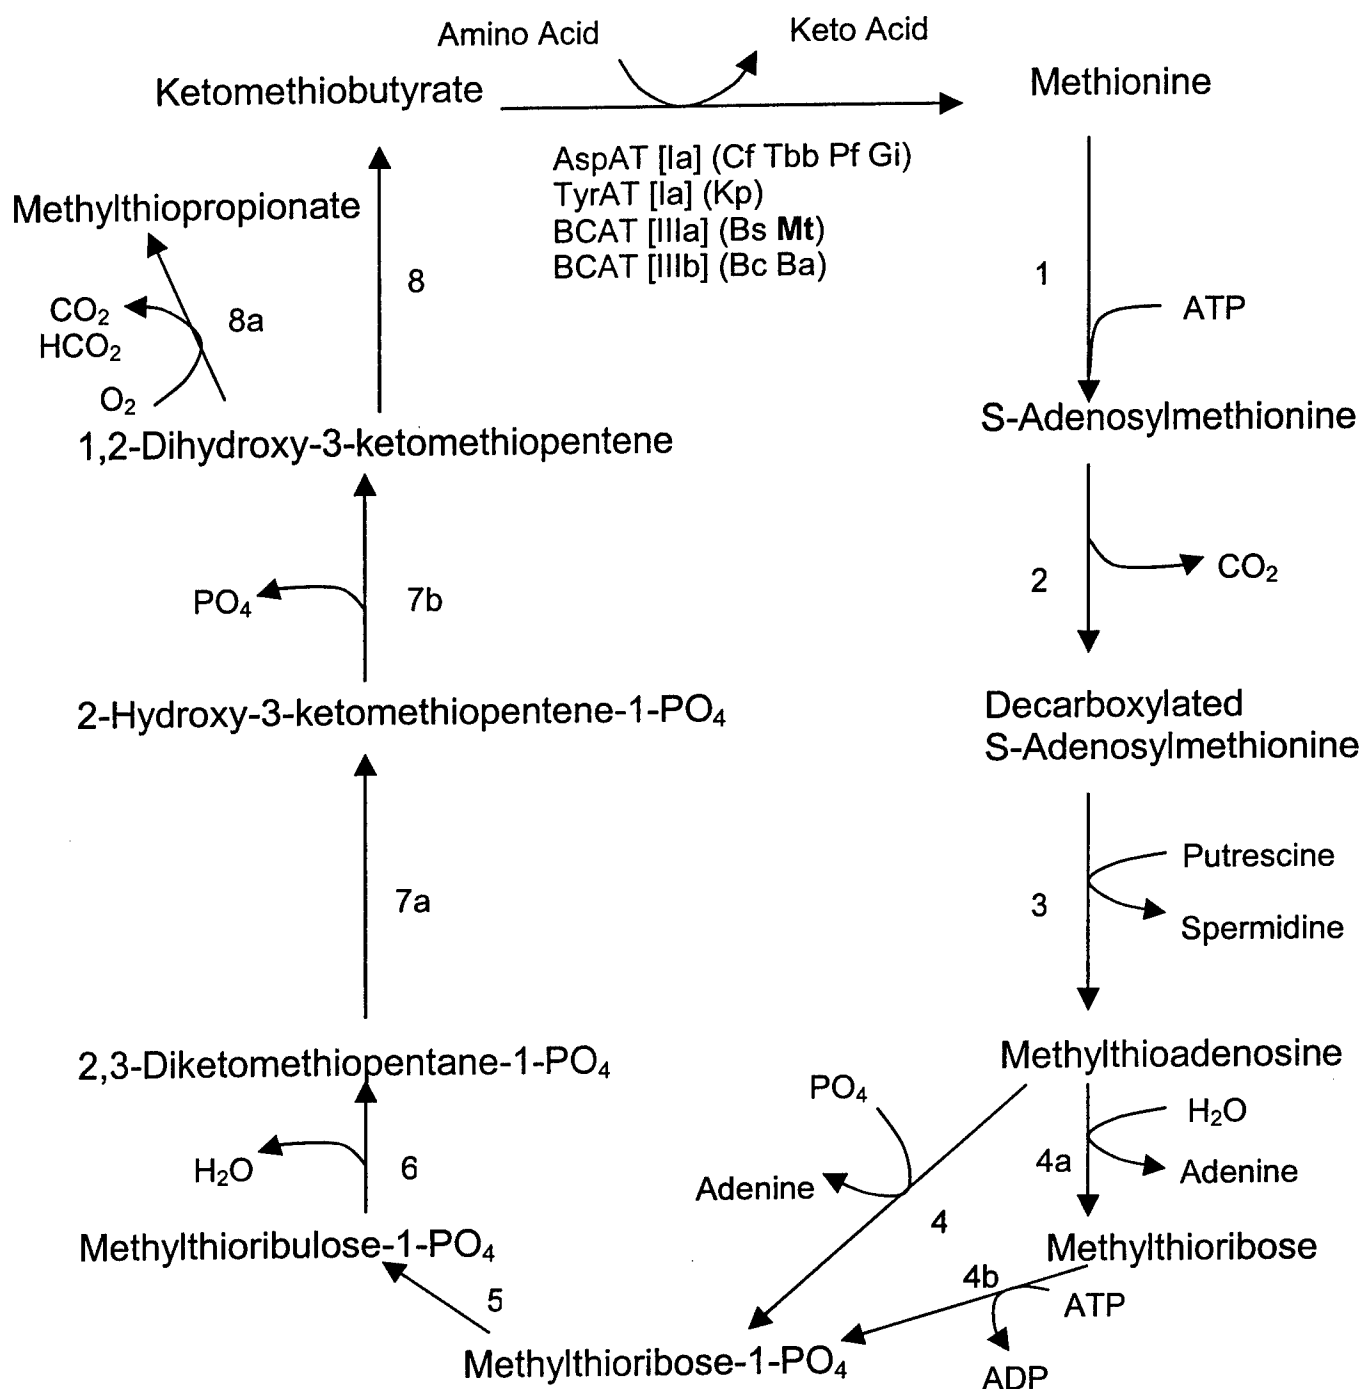 Amino Acid
Keto Acid
Ketomethiobutyrate
Methionine
AspAT [Ia] (Cf Tbb Pf Gi)
TyrAT [Ia] (Kp)
BCAT [IIIa] (Bs Mt)
BCAT [IIIb] (Bc Ba)
Methylthiopropionate
8
1
CO₂
8a
HCO₂
ATP
O₂
S-Adenosylmethionine
1,2-Dihydroxy-3-ketomethiopentene
2
CO₂
PO₄
7b
2-Hydroxy-3-ketomethiopentene-1-PO₄
Decarboxylated
S-Adenosylmethionine
7a
3
Putrescine
Spermidine
2,3-Diketomethiopentane-1-PO₄
Methylthioadenosine
PO₄
H₂O
H₂O
6
Adenine
4a
Adenine
4
Methylthioribulose-1-PO₄
Methylthioribose
5
4b
ATP
Methylthioribose-1-PO₄
ADP